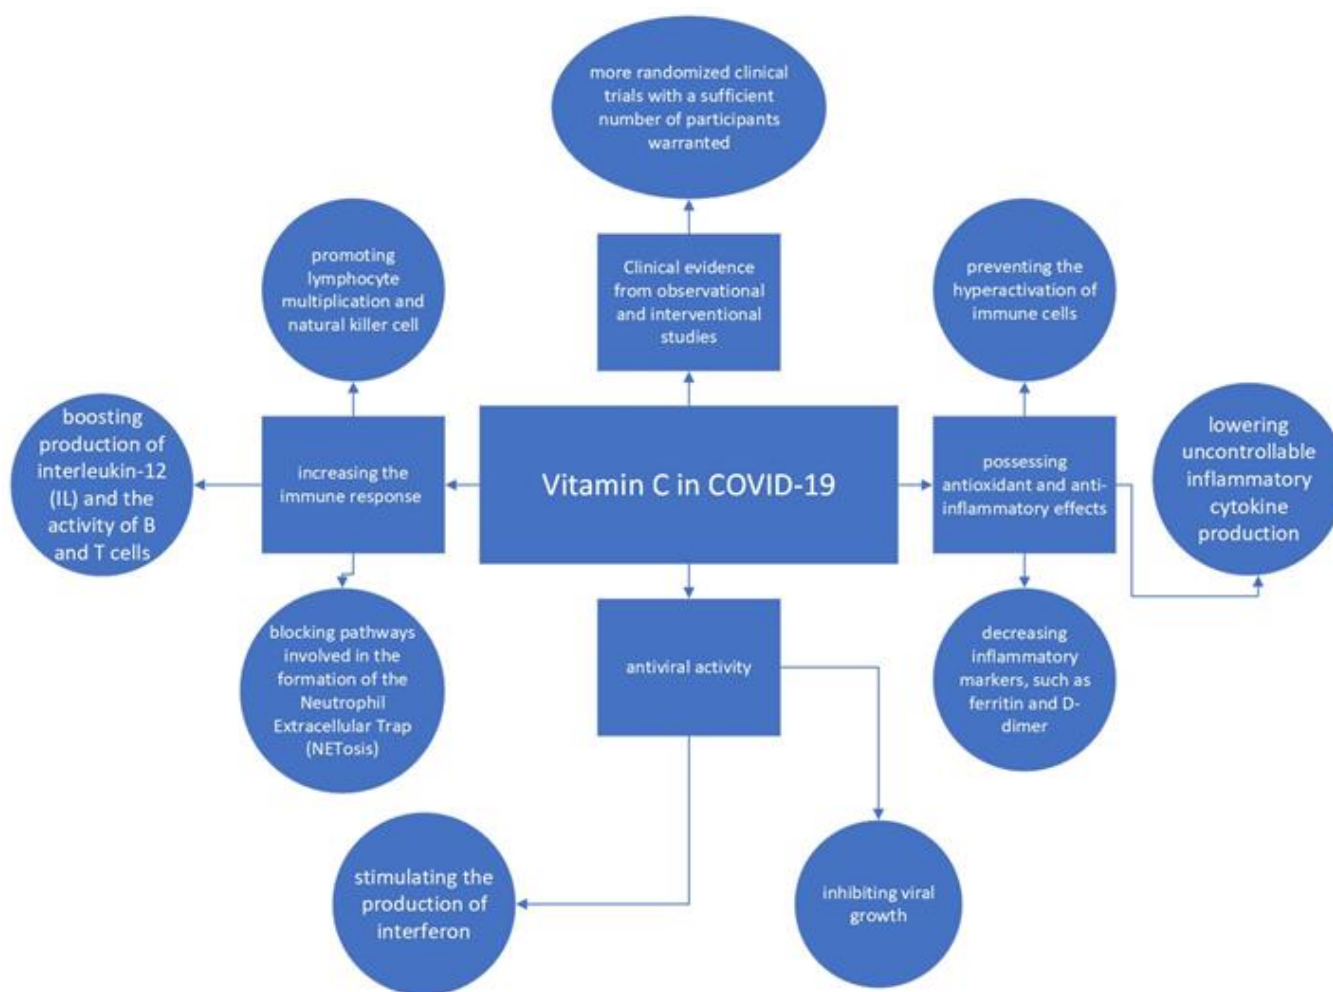 more randomized clinical
trials with a sufficient
number of participants
warranted
promoting
lymphocyte
multiplication and
natural killer cell
Clinical evidence
from observational
and interventional
studies
preventing the
hyperactivation of
immune cells
boosting
production of
interleukin-12
(IL) and the
activity of B
and T cells
increasing the
immune response
Vitamin C in COVID-19
possessing
antioxidant and anti-
inflammatory effects
lowering
uncontrollable
inflammatory
cytokine
production
blocking pathways
involved in the
formation of the
Neutrophil
Extracellular Trap
(NETosis)
antiviral activity
decreasing
inflammatory
markers, such as
ferritin and D-
dimer
stimulating the
production of
interferon
inhibiting viral
growth